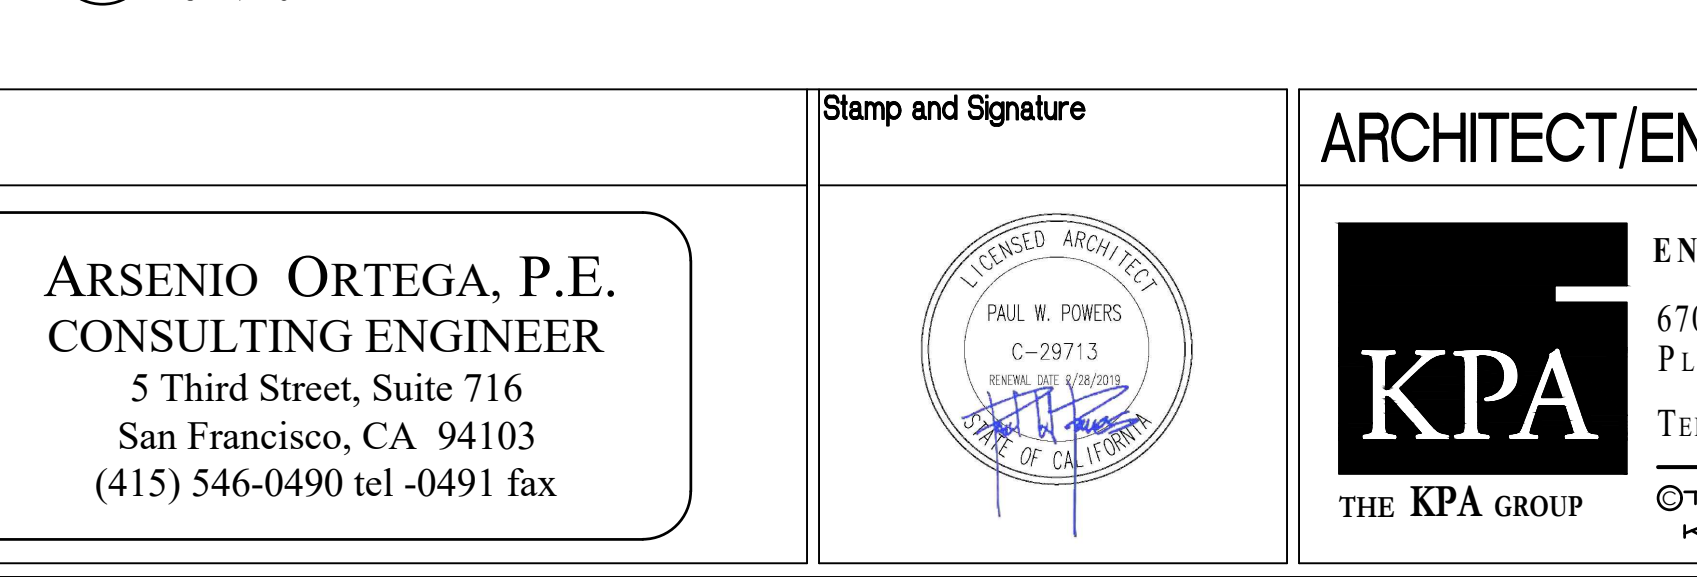 ARSENIO ORTEGA, P.E.
CONSULTING ENGINEER
5 Third Street, Suite 716
San Francisco, CA 94103
(415) 546-0490 tel -0491 fax
Stamp and Signature
LICENSED ARCHITECT
PAUL W. POWERS
C-29713
RENEWAL DATE 2/28/2019
STATE OF CALIFORNIA
ARCHITECT/EN
KPA
THE KPA GROUP
EN
670
PL
TEL
©T
K